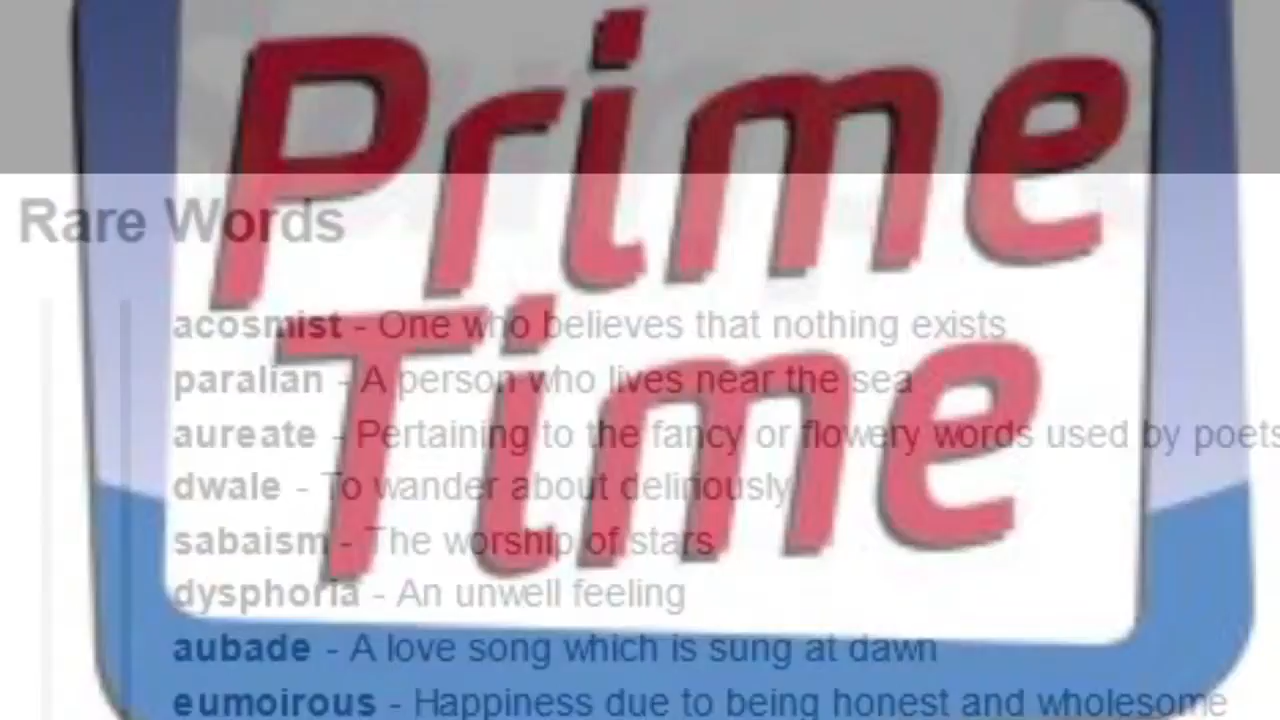 Prime
Rare Words
Time
acosmist - One who believes that nothing exists
paralian - A person who lives near the sea
aureate - Pertaining to the fancy or flowery words used by poets
dwale - To wander about deliriously
sabaism - The worship of stars
dysphoria - An unwell feeling
aubade - A love song which is sung at dawn
eumoirous - Happiness due to being honest and wholesome